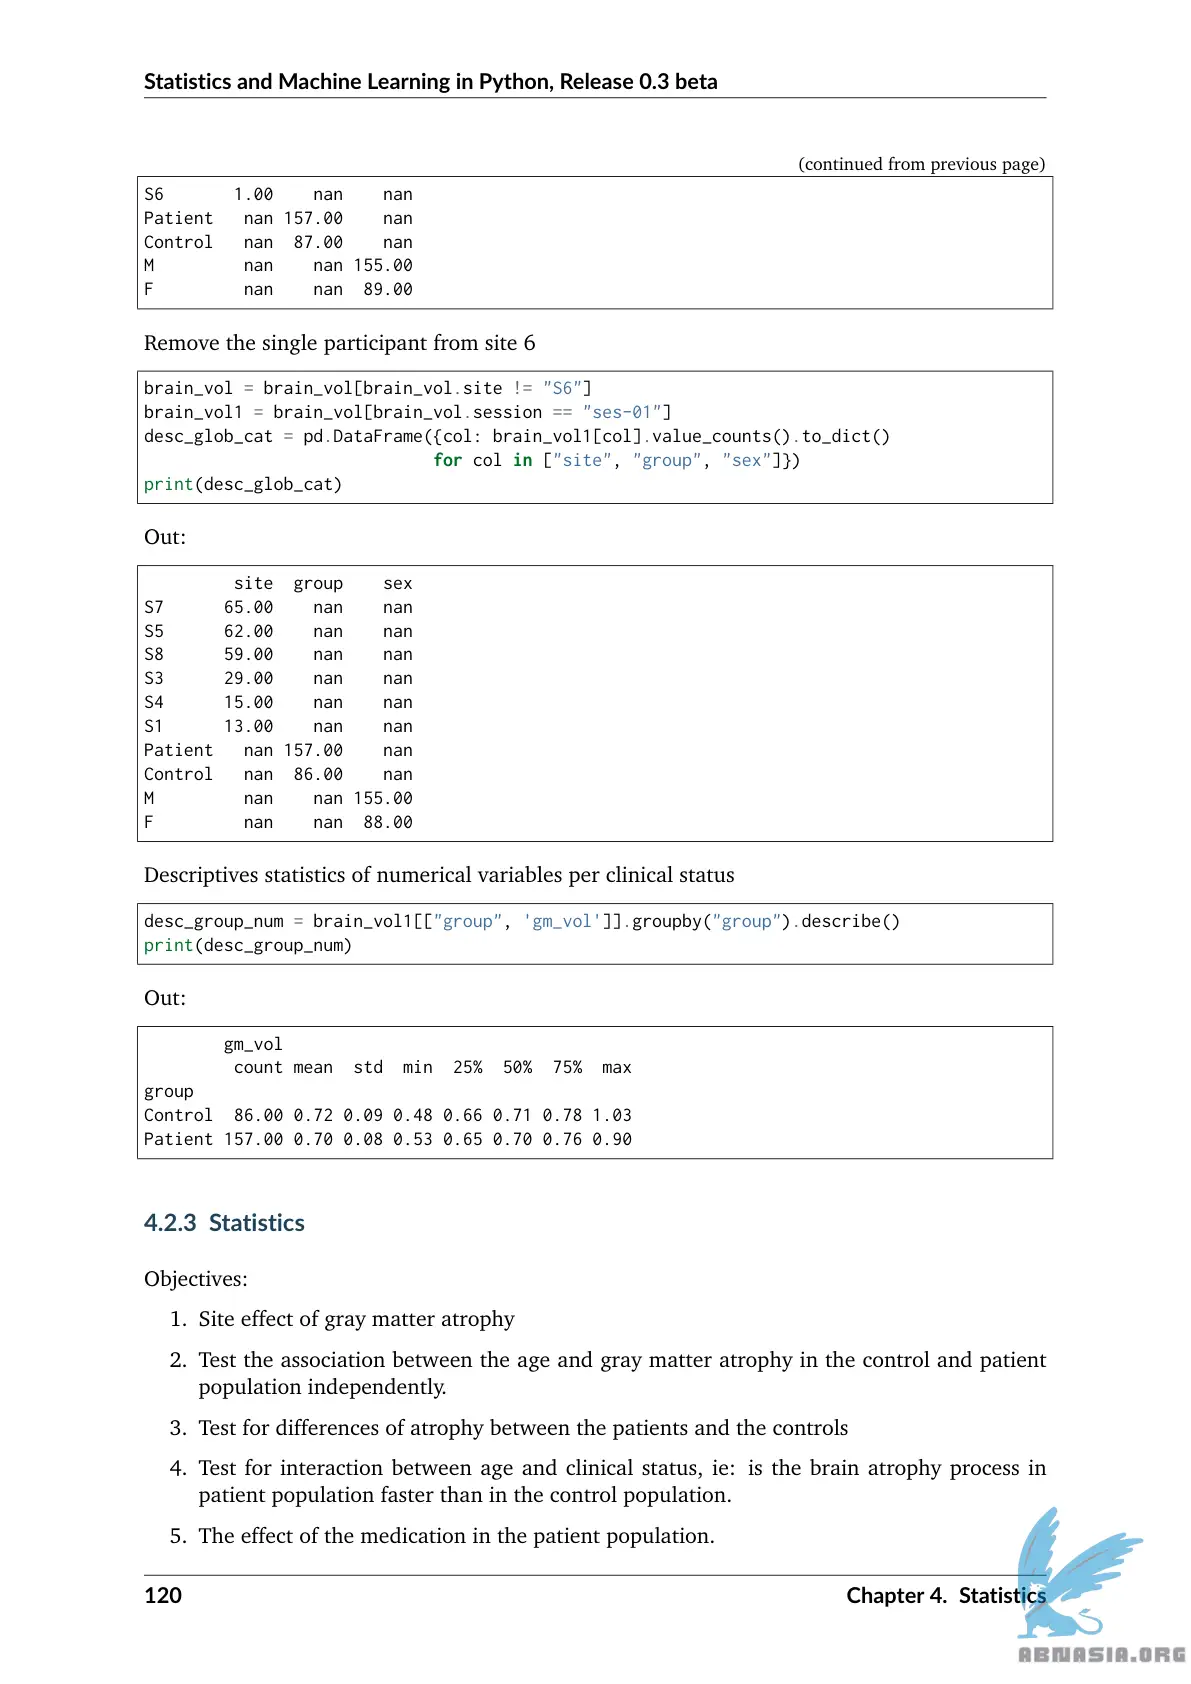 Statistics and Machine Learning in Python, Release 0.3 beta
(continued from previous page)
S6       1.00    nan    nan
Patient   nan 157.00    nan
Control   nan  87.00    nan
M         nan    nan 155.00
F         nan    nan  89.00
Remove the single participant from site 6
brain_vol = brain_vol[brain_vol.site != "S6"]
brain_vol1 = brain_vol[brain_vol.session == "ses-01"]
desc_glob_cat = pd.DataFrame({col: brain_vol1[col].value_counts().to_dict()
                             for col in ["site", "group", "sex"]})
print(desc_glob_cat)
Out:
         site  group    sex
S7      65.00    nan    nan
S5      62.00    nan    nan
S8      59.00    nan    nan
S3      29.00    nan    nan
S4      15.00    nan    nan
S1      13.00    nan    nan
Patient   nan 157.00    nan
Control   nan  86.00    nan
M         nan    nan 155.00
F         nan    nan  88.00
Descriptives statistics of numerical variables per clinical status
desc_group_num = brain_vol1[["group", 'gm_vol']].groupby("group").describe()
print(desc_group_num)
Out:
        gm_vol
         count mean  std  min  25%  50%  75%  max
group
Control  86.00 0.72 0.09 0.48 0.66 0.71 0.78 1.03
Patient 157.00 0.70 0.08 0.53 0.65 0.70 0.76 0.90
4.2.3 Statistics
Objectives:
1. Site effect of gray matter atrophy
2. Test the association between the age and gray matter atrophy in the control and patient
population independently.
3. Test for differences of atrophy between the patients and the controls
4. Test for interaction between age and clinical status, ie: is the brain atrophy process in
patient population faster than in the control population.
5. The effect of the medication in the patient population.
120 Chapter 4. Statistics
ABNASIA.ORG